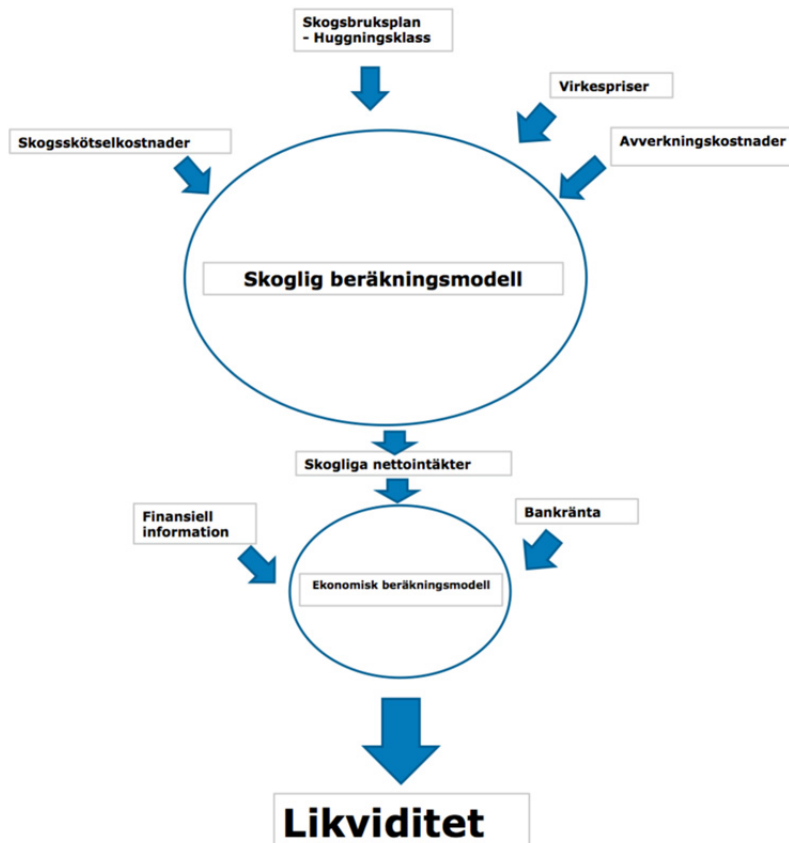 Skogsbruksplan
- Huggningsklass
Virkespriser
Skogsskötselkostnader
Avverkningskostnader
Skoglig beräkningsmodell
Skogliga nettointäkter
Finansiell
information
Bankränta
Ekonomisk beräkningsmodell
Likviditet